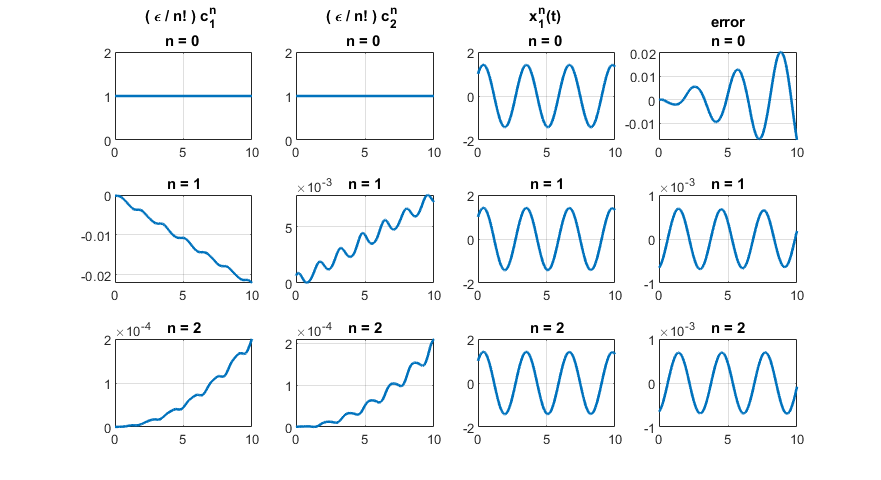 ( ϵ / n! ) c₁ⁿ
( ϵ / n! ) c₂ⁿ
x₁ⁿ(t)
error
n = 0
n = 0
n = 0
n = 0
2
1
0
0 5 10
2
1
0
0 5 10
2
0
-2
0 5 10
0.02
0.01
0
-0.01
0 5 10
n = 1
×10⁻³ n = 1
n = 1
×10⁻³ n = 1
0
-0.01
-0.02
0 5 10
5
0
0 5 10
2
0
-2
0 5 10
1
0
-1
0 5 10
×10⁻⁴ n = 2
×10⁻⁴ n = 2
n = 2
×10⁻³ n = 2
2
1
0
0 5 10
2
1
0
0 5 10
2
0
-2
0 5 10
1
0
-1
0 5 10